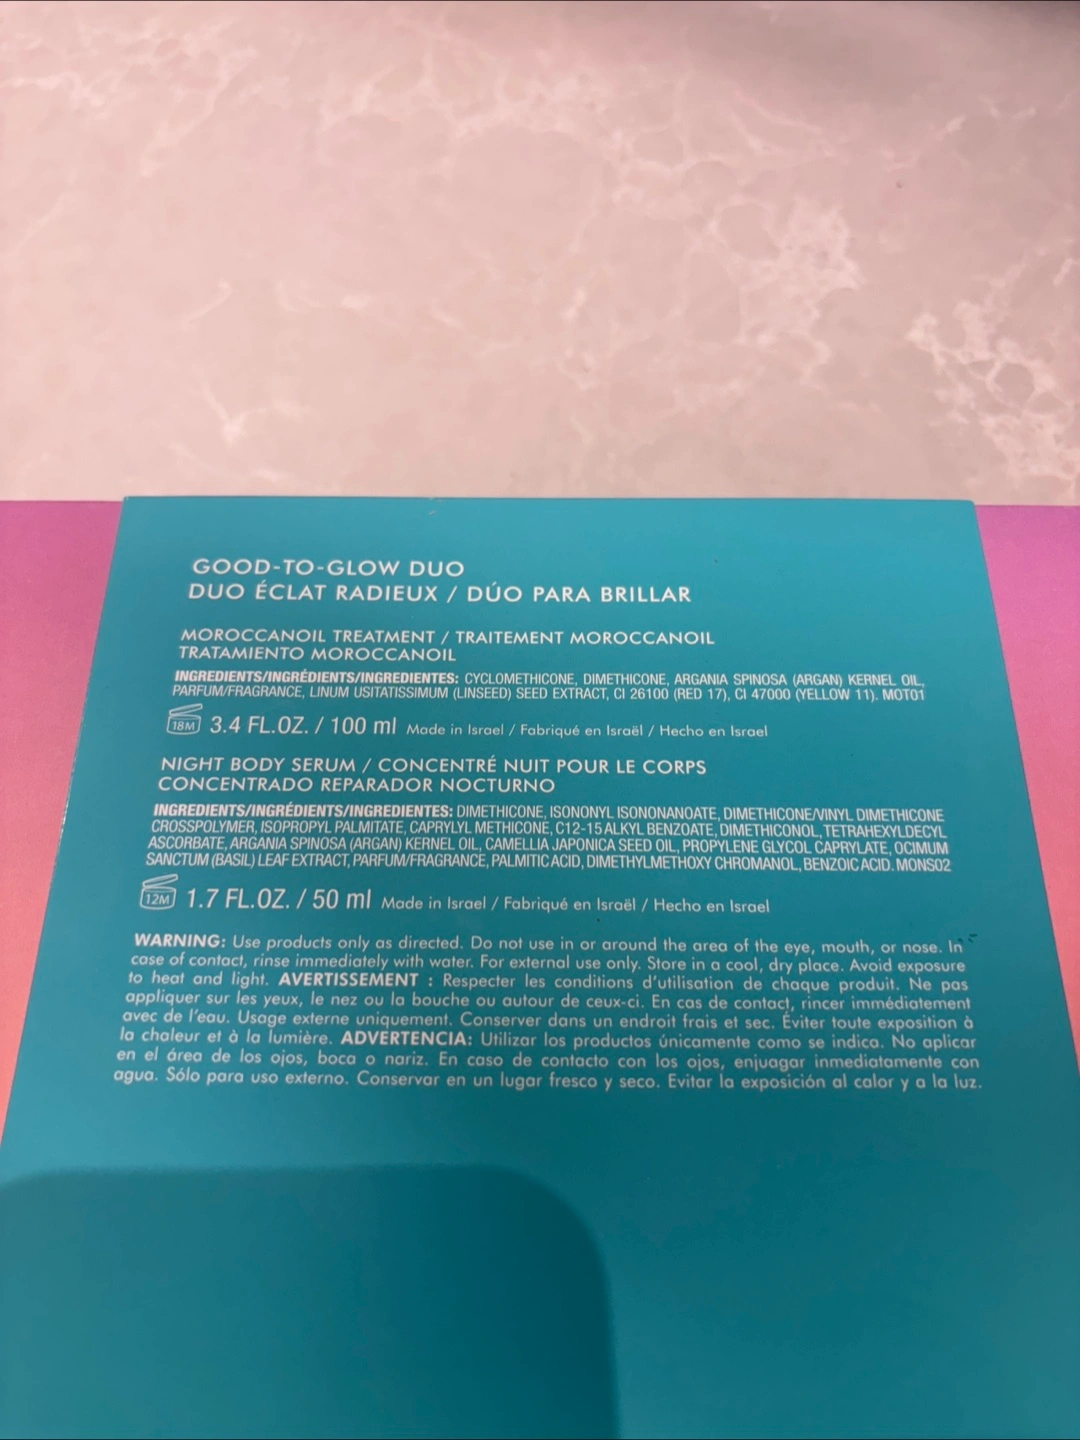 GOOD-TO-GLOW DUO
DUO ÉCLAT RADIEUX / DÚO PARA BRILLAR
MOROCCANOIL TREATMENT / TRAITEMENT MOROCCANOIL
TRATAMIENTO MOROCCANOIL
INGREDIENTS/INGRÉDIENTS/INGREDIENTES: CYCLOMETHICONE, DIMETHICONE, ARGANIA SPINOSA (ARGAN) KERNEL OIL,
PARFUM/FRAGRANCE, LINUM USITATISSIMUM (LINSEED) SEED EXTRACT, CI 26100 (RED 17), CI 47000 (YELLOW 11). MOT01
18M 3.4 FL.OZ. / 100 ml Made in Israel / Fabriqué en Israël / Hecho en Israel
NIGHT BODY SERUM / CONCENTRÉ NUIT POUR LE CORPS
CONCENTRADO REPARADOR NOCTURNO
INGREDIENTS/INGRÉDIENTS/INGREDIENTES: DIMETHICONE, ISONONYL ISONONANOATE, DIMETHICONE/VINYL DIMETHICONE
CROSSPOLYMER, ISOPROPYL PALMITATE, CAPRYLYL METHICONE, C12-15 ALKYL BENZOATE, DIMETHICONOL, TETRAHEXYLDECYL
ASCORBATE, ARGANIA SPINOSA (ARGAN) KERNEL OIL, CAMELLIA JAPONICA SEED OIL, PROPYLENE GLYCOL CAPRYLATE, OCIMUM
SANCTUM (BASIL) LEAF EXTRACT, PARFUM/FRAGRANCE, PALMITIC ACID, DIMETHYLMETHOXY CHROMANOL, BENZOIC ACID. MONS02
12M 1.7 FL.OZ. / 50 ml Made in Israel / Fabriqué en Israël / Hecho en Israel
WARNING: Use products only as directed. Do not use in or around the area of the eye, mouth, or nose. In
case of contact, rinse immediately with water. For external use only. Store in a cool, dry place. Avoid exposure
to heat and light. AVERTISSEMENT : Respecter les conditions d'utilisation de chaque produit. Ne pas
appliquer sur les yeux, le nez ou la bouche ou autour de ceux-ci. En cas de contact, rincer immédiatement
avec de l'eau. Usage externe uniquement. Conserver dans un endroit frais et sec. Éviter toute exposition à
la chaleur et à la lumière. ADVERTENCIA: Utilizar los productos únicamente como se indica. No aplicar
en el área de los ojos, boca o nariz. En caso de contacto con los ojos, enjuagar inmediatamente con
agua. Sólo para uso externo. Conservar en un lugar fresco y seco. Evitar la exposición al calor y a la luz.